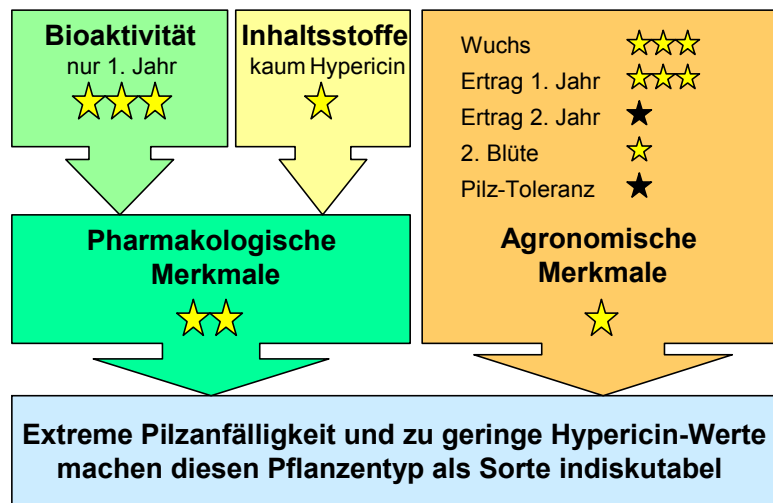 Bioaktivität
nur 1. Jahr
Inhaltsstoffe
kaum Hypericin
Wuchs
Ertrag 1. Jahr
Ertrag 2. Jahr
2. Blüte
Pilz-Toleranz
Pharmakologische
Merkmale
Agronomische
Merkmale
Extreme Pilzanfälligkeit und zu geringe Hypericin-Werte
machen diesen Pflanzentyp als Sorte indiskutabel